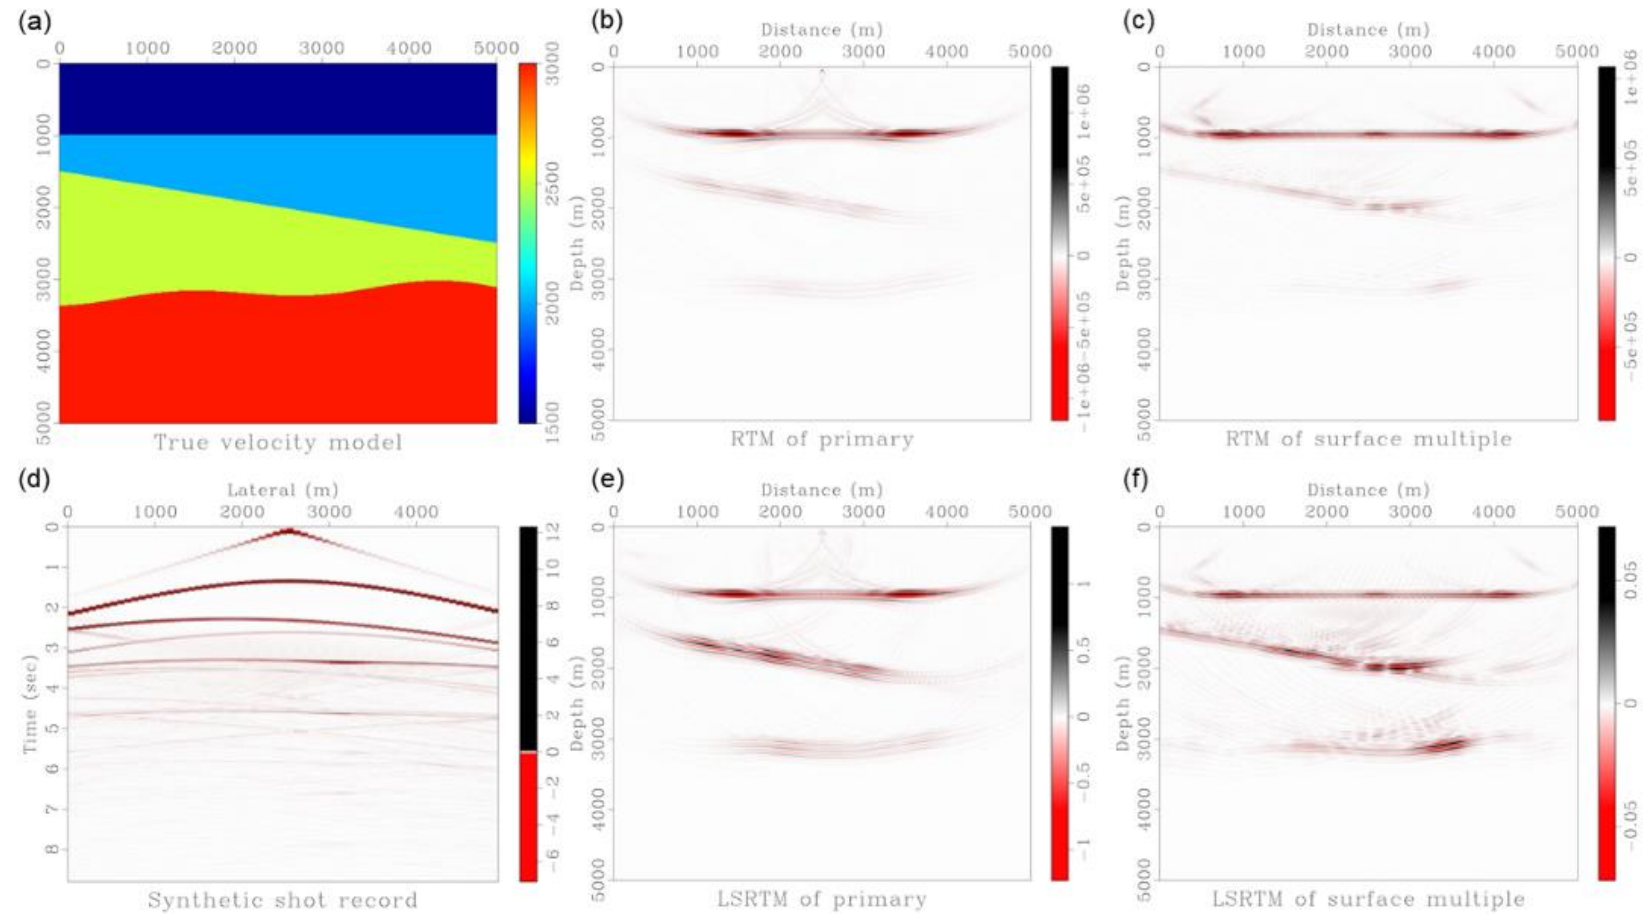 (a)
0 1000 2000 3000 4000 5000
0 1000 2000 3000 4000 5000
1500 2000 2500 3000
True velocity model
(b)
Distance (m)
0 1000 2000 3000 4000 5000
Depth (m)
0 1000 2000 3000 4000 5000
-1e+06 -5e+05 0 5e+05 1e+06
RTM of primary
(c)
Distance (m)
0 1000 2000 3000 4000 5000
Depth (m)
0 1000 2000 3000 4000 5000
-5e+05 0 5e+05 1e+06
RTM of surface multiple
(d)
Lateral (m)
0 1000 2000 3000 4000
Time (sec)
0 1 2 3 4 5 6 7 8
-6 -4 -2 0 2 4 6 8 10 12
Synthetic shot record
(e)
Distance (m)
0 1000 2000 3000 4000 5000
Depth (m)
0 1000 2000 3000 4000 5000
-1 -0.5 0 0.5 1
LSRTM of primary
(f)
Distance (m)
0 1000 2000 3000 4000 5000
Depth (m)
0 1000 2000 3000 4000 5000
-0.05 0 0.05
LSRTM of surface multiple